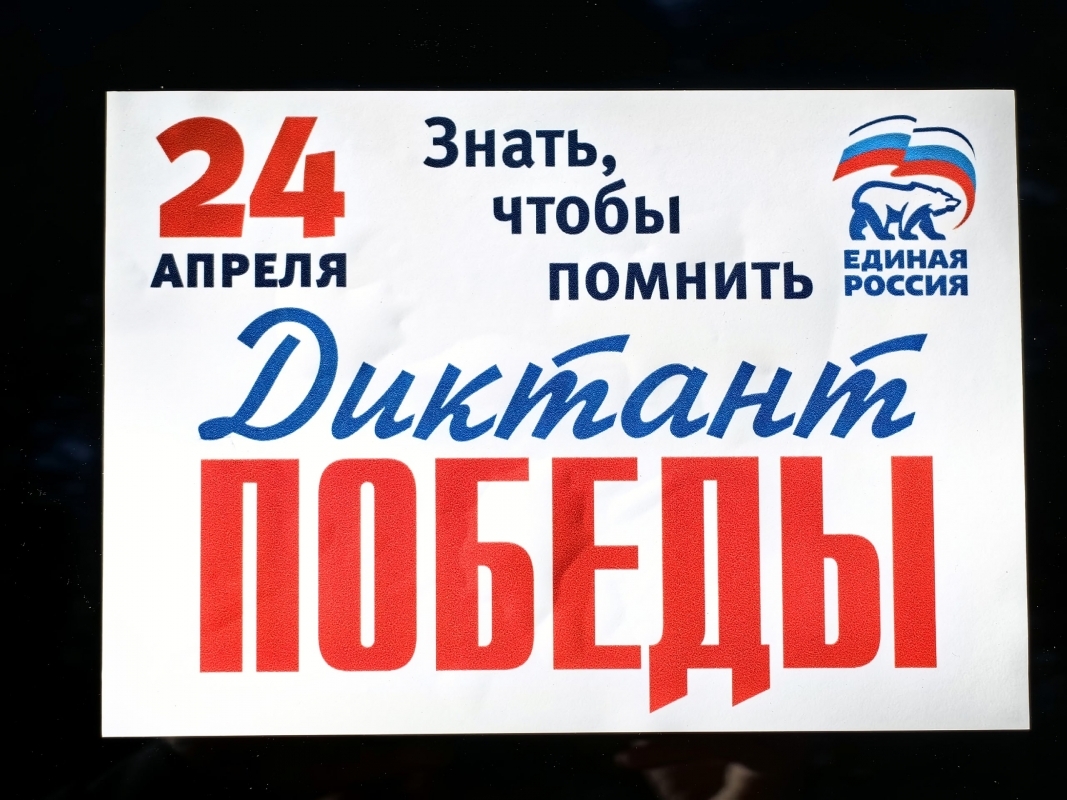 24
АПРЕЛЯ
Знать,
чтобы
помнить
ЕДИНАЯ
РОССИЯ
Диктант
ПОБЕДЫ